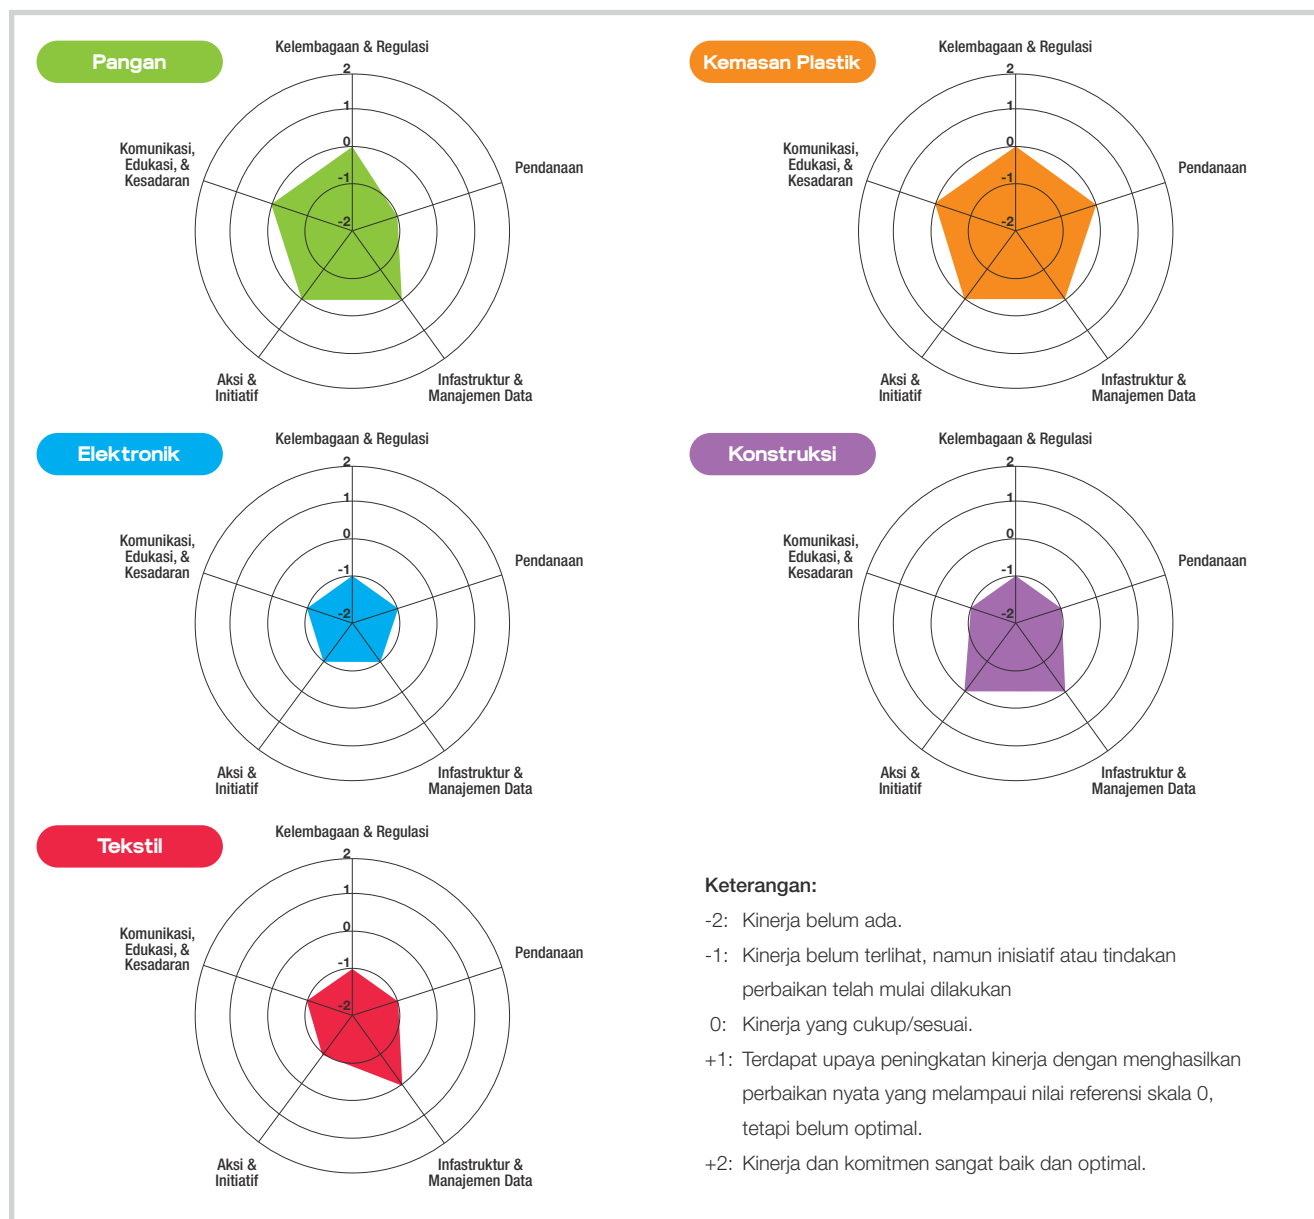 Pangan
Kelembagaan & Regulasi
2
1
0
-1
-2
Pendanaan
Infastruktur &
Manajemen Data
Aksi &
Initiatif
Komunikasi,
Edukasi, &
Kesadaran
Kemasan Plastik
Kelembagaan & Regulasi
2
1
0
-1
-2
Pendanaan
Infastruktur &
Manajemen Data
Aksi &
Initiatif
Komunikasi,
Edukasi, &
Kesadaran
Elektronik
Kelembagaan & Regulasi
2
1
0
-1
-2
Pendanaan
Infastruktur &
Manajemen Data
Aksi &
Initiatif
Komunikasi,
Edukasi, &
Kesadaran
Konstruksi
Kelembagaan & Regulasi
2
1
0
-1
-2
Pendanaan
Infastruktur &
Manajemen Data
Aksi &
Initiatif
Komunikasi,
Edukasi, &
Kesadaran
Tekstil
Kelembagaan & Regulasi
2
1
0
-1
-2
Pendanaan
Infastruktur &
Manajemen Data
Aksi &
Initiatif
Komunikasi,
Edukasi, &
Kesadaran
Keterangan:
-2: Kinerja belum ada.
-1: Kinerja belum terlihat, namun inisiatif atau tindakan
perbaikan telah mulai dilakukan
0: Kinerja yang cukup/sesuai.
+1: Terdapat upaya peningkatan kinerja dengan menghasilkan
perbaikan nyata yang melampaui nilai referensi skala 0,
tetapi belum optimal.
+2: Kinerja dan komitmen sangat baik dan optimal.